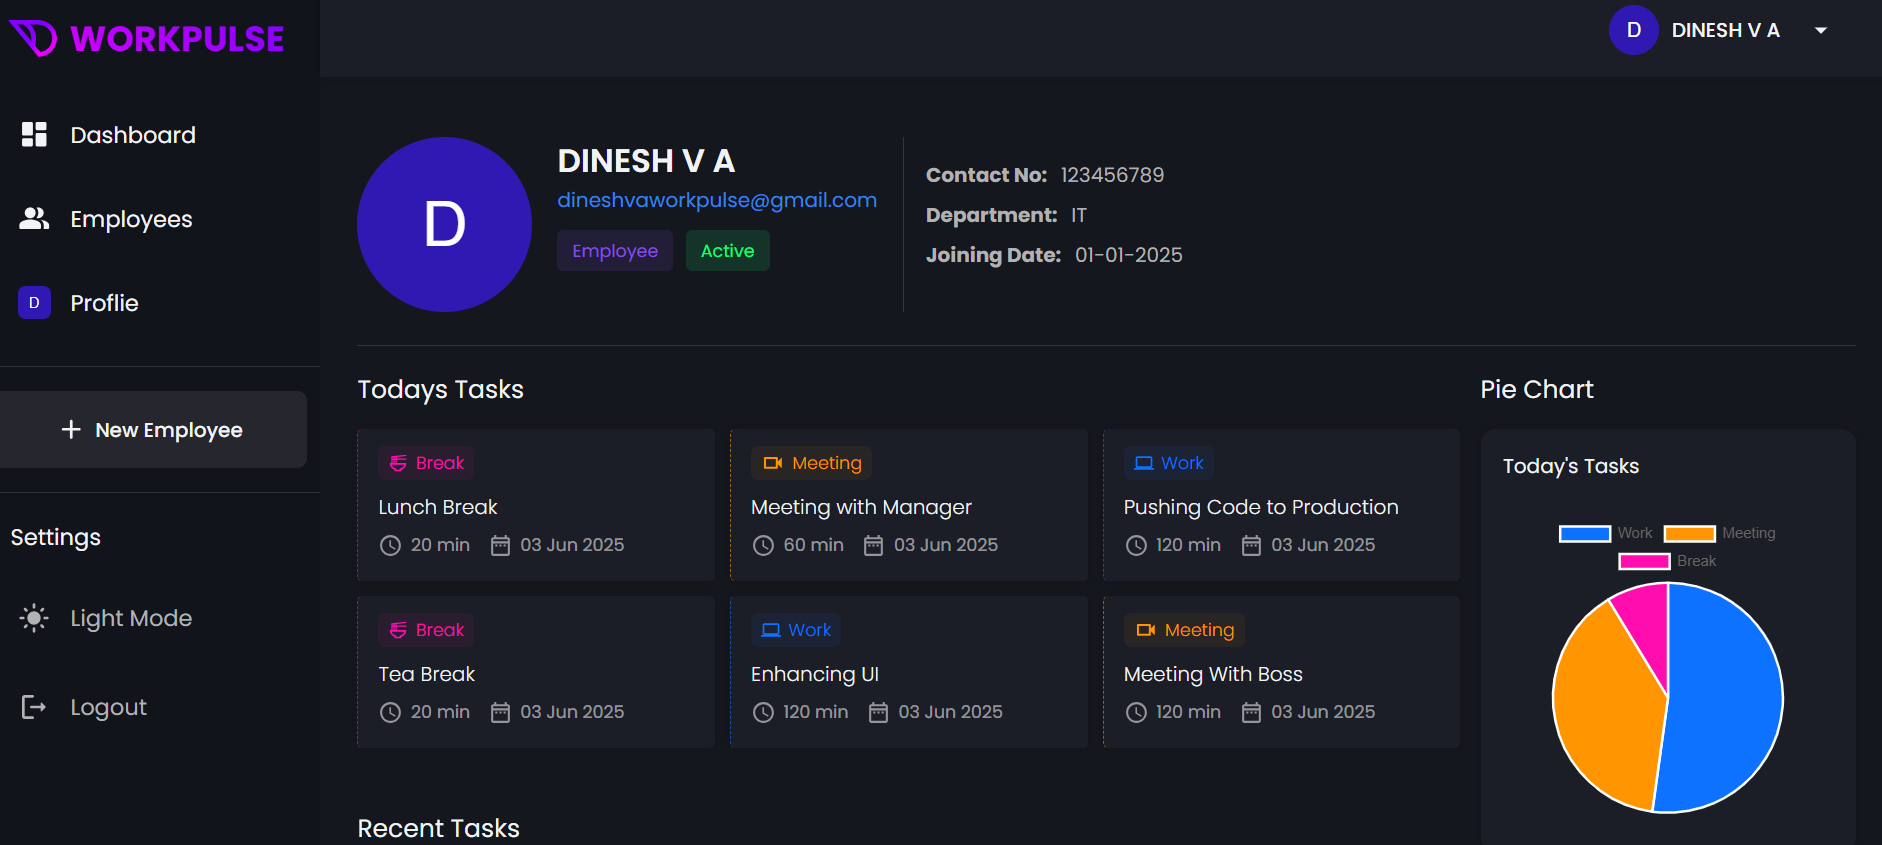 WORKPULSE
D DINESH V A
Dashboard
Employees
D Proflie
New Employee
Settings
Light Mode
Logout
D
DINESH V A
dineshvaworkpulse@gmail.com
Employee Active
Contact No: 123456789
Department: IT
Joining Date: 01-01-2025
Todays Tasks
Break
Lunch Break
20 min 03 Jun 2025
Meeting
Meeting with Manager
60 min 03 Jun 2025
Work
Pushing Code to Production
120 min 03 Jun 2025
Break
Tea Break
20 min 03 Jun 2025
Work
Enhancing UI
120 min 03 Jun 2025
Meeting
Meeting With Boss
120 min 03 Jun 2025
Pie Chart
Today's Tasks
Work Meeting
Break
Recent Tasks